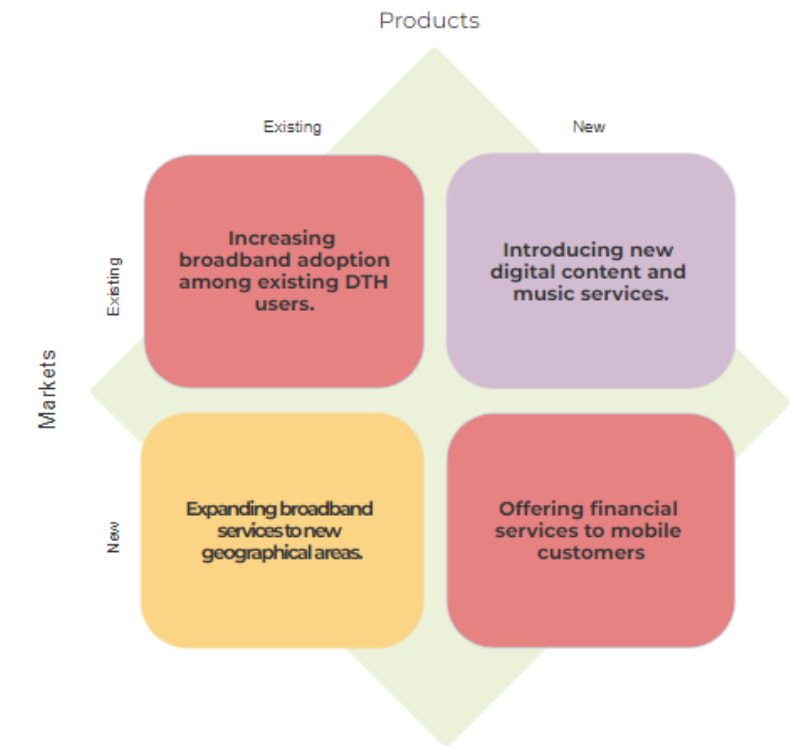 Products
Existing
New
Increasing
broadband adoption
among existing DTH
users.
Introducing new
digital content and
music services.
Existing
Markets
Expanding broadband
services to new
geographical areas.
Offering financial
services to mobile
customers
New